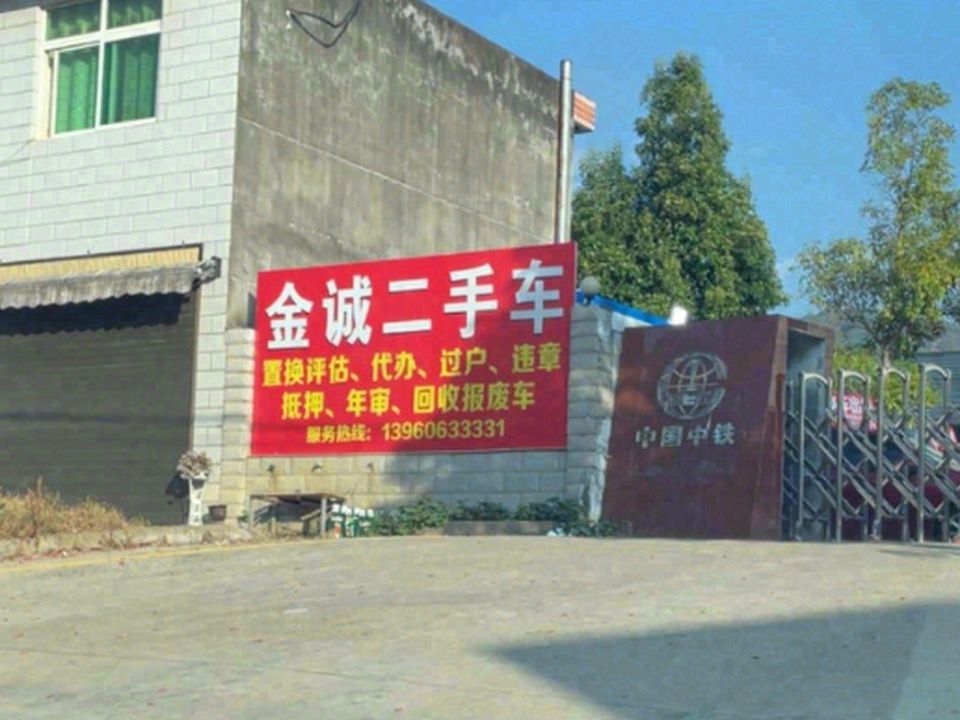 金诚二手车
置换评估、代办、过户、违章
抵押、年审、回收报废车
服务热线：13960633331
中国中铁